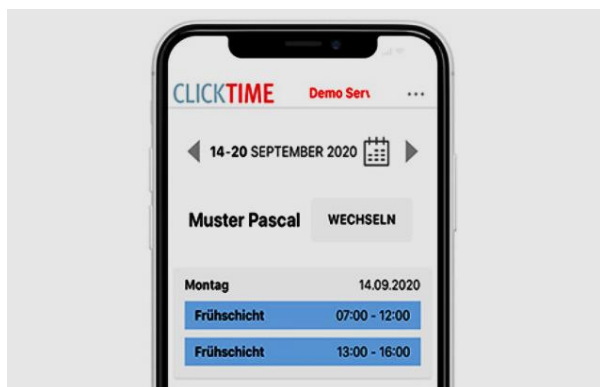 CLICKTIME Demo Serv ...
14-20 SEPTEMBER 2020
Muster Pascal WECHSELN
Montag 14.09.2020
Frühschicht 07:00 - 12:00
Frühschicht 13:00 - 16:00